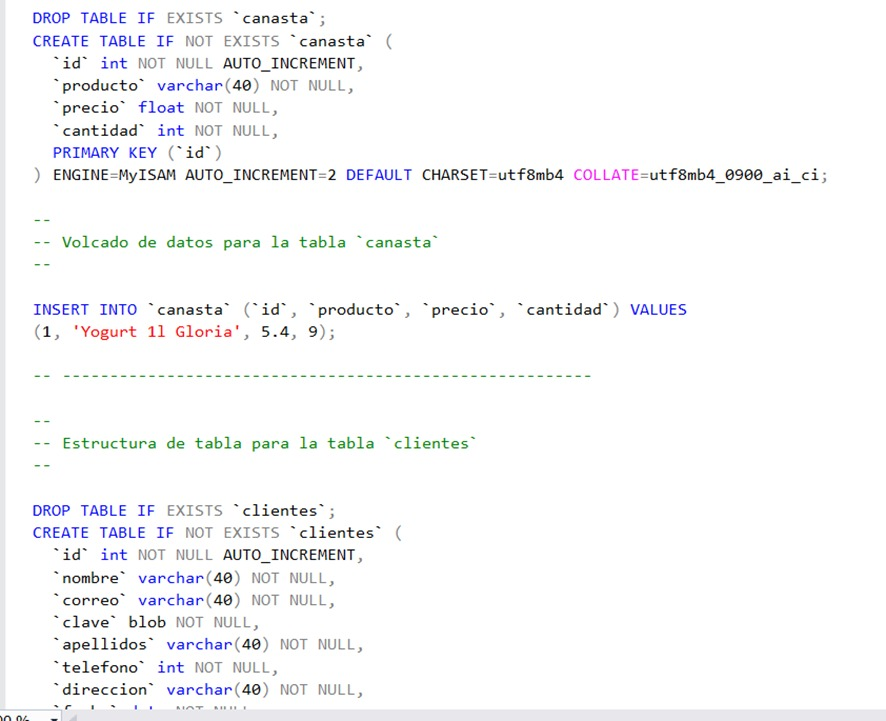 DROP TABLE IF EXISTS `canasta`;
CREATE TABLE IF NOT EXISTS `canasta` (
  `id` int NOT NULL AUTO_INCREMENT,
  `producto` varchar(40) NOT NULL,
  `precio` float NOT NULL,
  `cantidad` int NOT NULL,
  PRIMARY KEY (`id`)
) ENGINE=MyISAM AUTO_INCREMENT=2 DEFAULT CHARSET=utf8mb4 COLLATE=utf8mb4_0900_ai_ci;
--
-- Volcado de datos para la tabla `canasta`
--
INSERT INTO `canasta` (`id`, `producto`, `precio`, `cantidad`) VALUES
(1, 'Yogurt 1l Gloria', 5.4, 9);
-- --------------------------------------------------------
--
-- Estructura de tabla para la tabla `clientes`
--
DROP TABLE IF EXISTS `clientes`;
CREATE TABLE IF NOT EXISTS `clientes` (
  `id` int NOT NULL AUTO_INCREMENT,
  `nombre` varchar(40) NOT NULL,
  `correo` varchar(40) NOT NULL,
  `clave` blob NOT NULL,
  `apellidos` varchar(40) NOT NULL,
  `telefono` int NOT NULL,
  `direccion` varchar(40) NOT NULL,